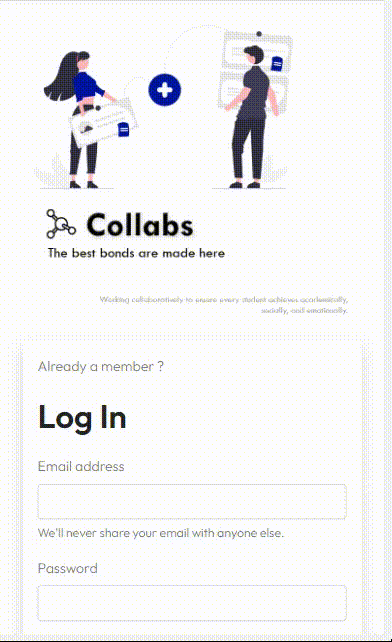 Collabs
The best bonds are made here
Working collaboratively to ensure every student achieves academically,
socially, and emotionally.
Already a member ?
Log In
Email address
We'll never share your email with anyone else.
Password